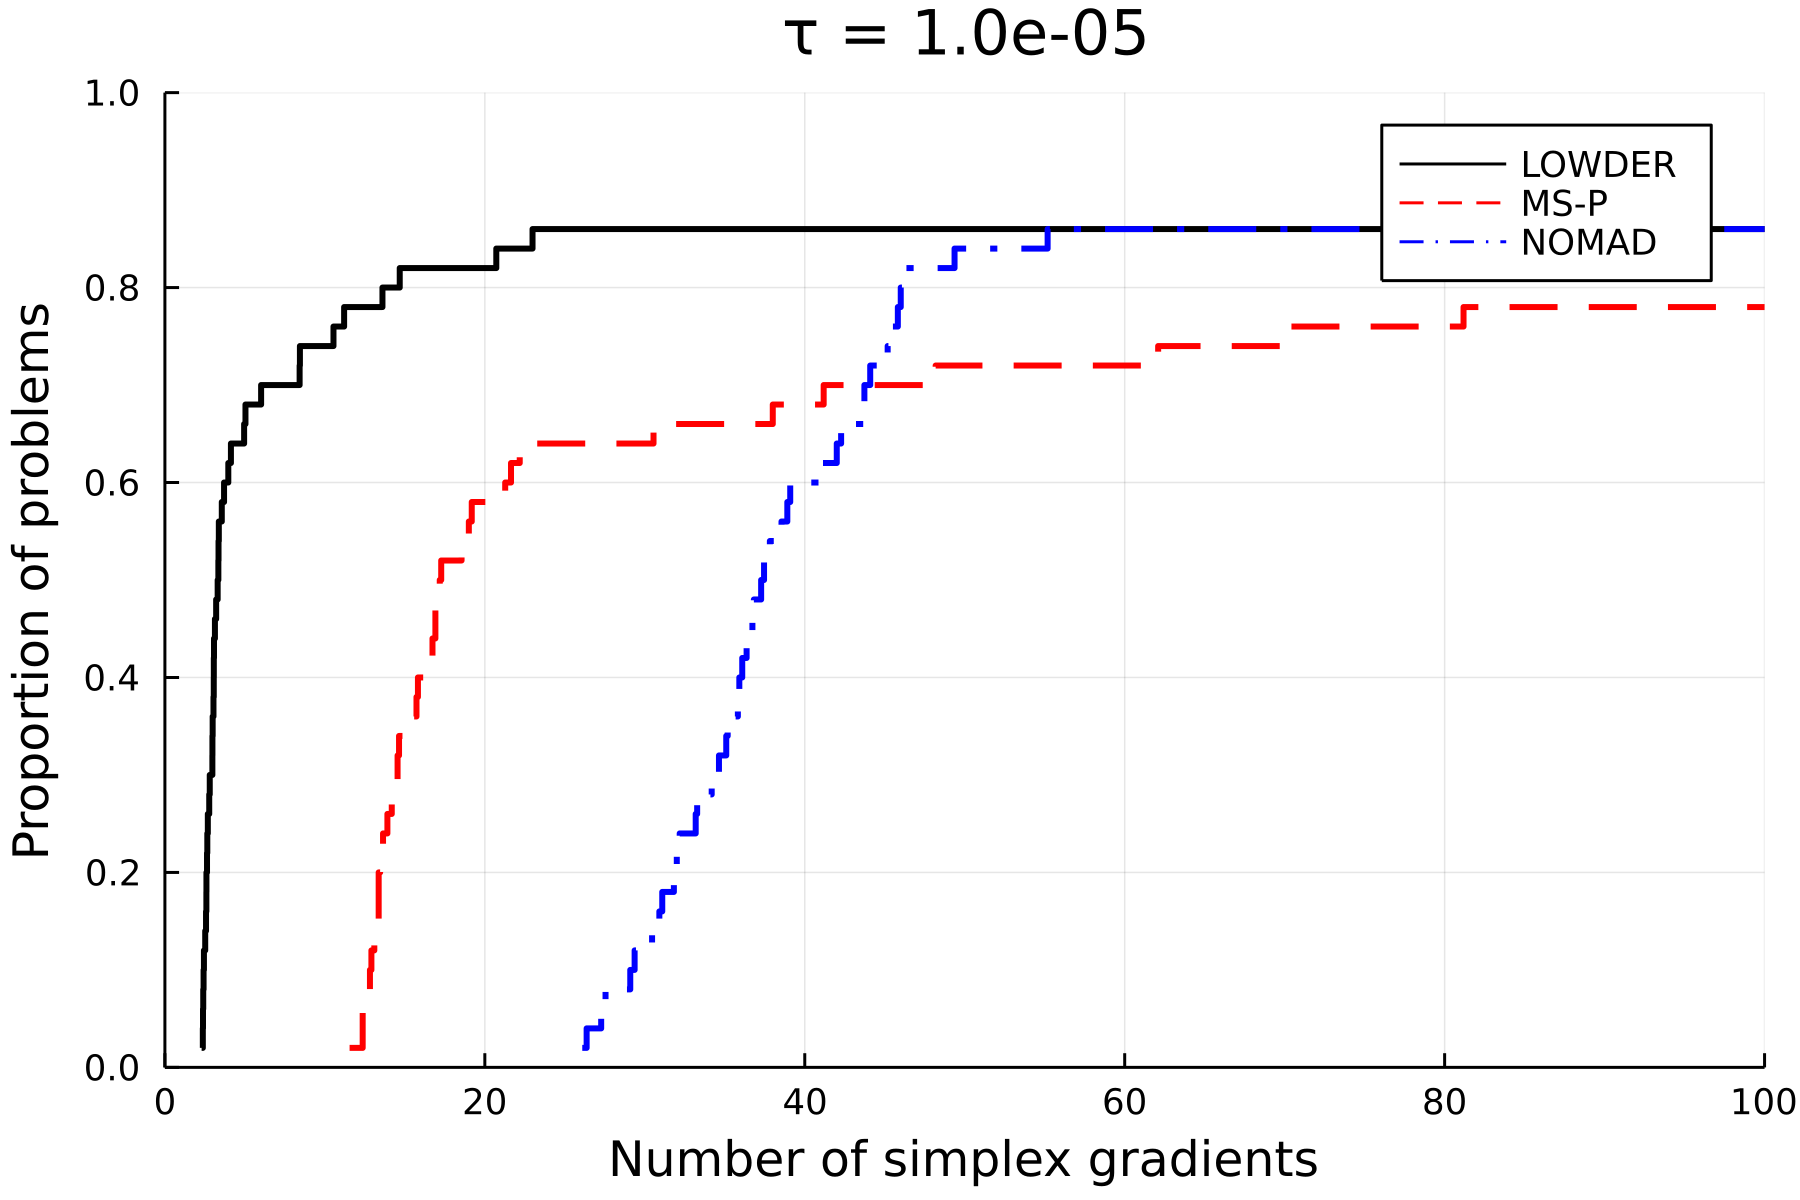 τ = 1.0e-05
Proportion of problems
1.0
0.8
0.6
0.4
0.2
0.0
LOWDER
MS-P
NOMAD
0 20 40 60 80 100
Number of simplex gradients